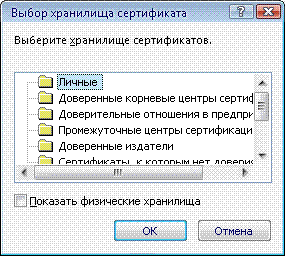 Выбор хранилища сертификата
Выберите хранилище сертификатов.
Личные
Доверенные корневые центры сертиф
Доверительные отношения в предпри
Промежуточные центры сертификаци
Доверенные издатели
Сертификаты, к которым нет довери
Показать физические хранилища
ОК
Отмена